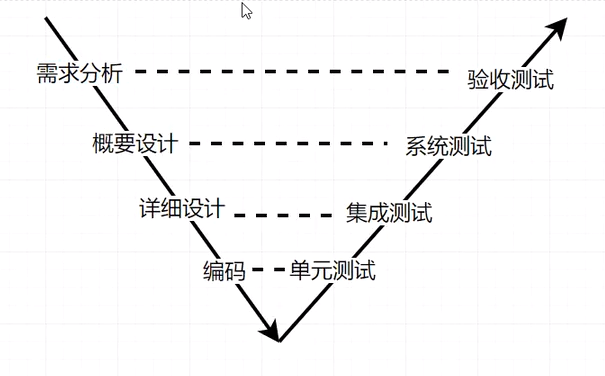 需求分析
验收测试
概要设计
系统测试
详细设计
集成测试
编码
单元测试